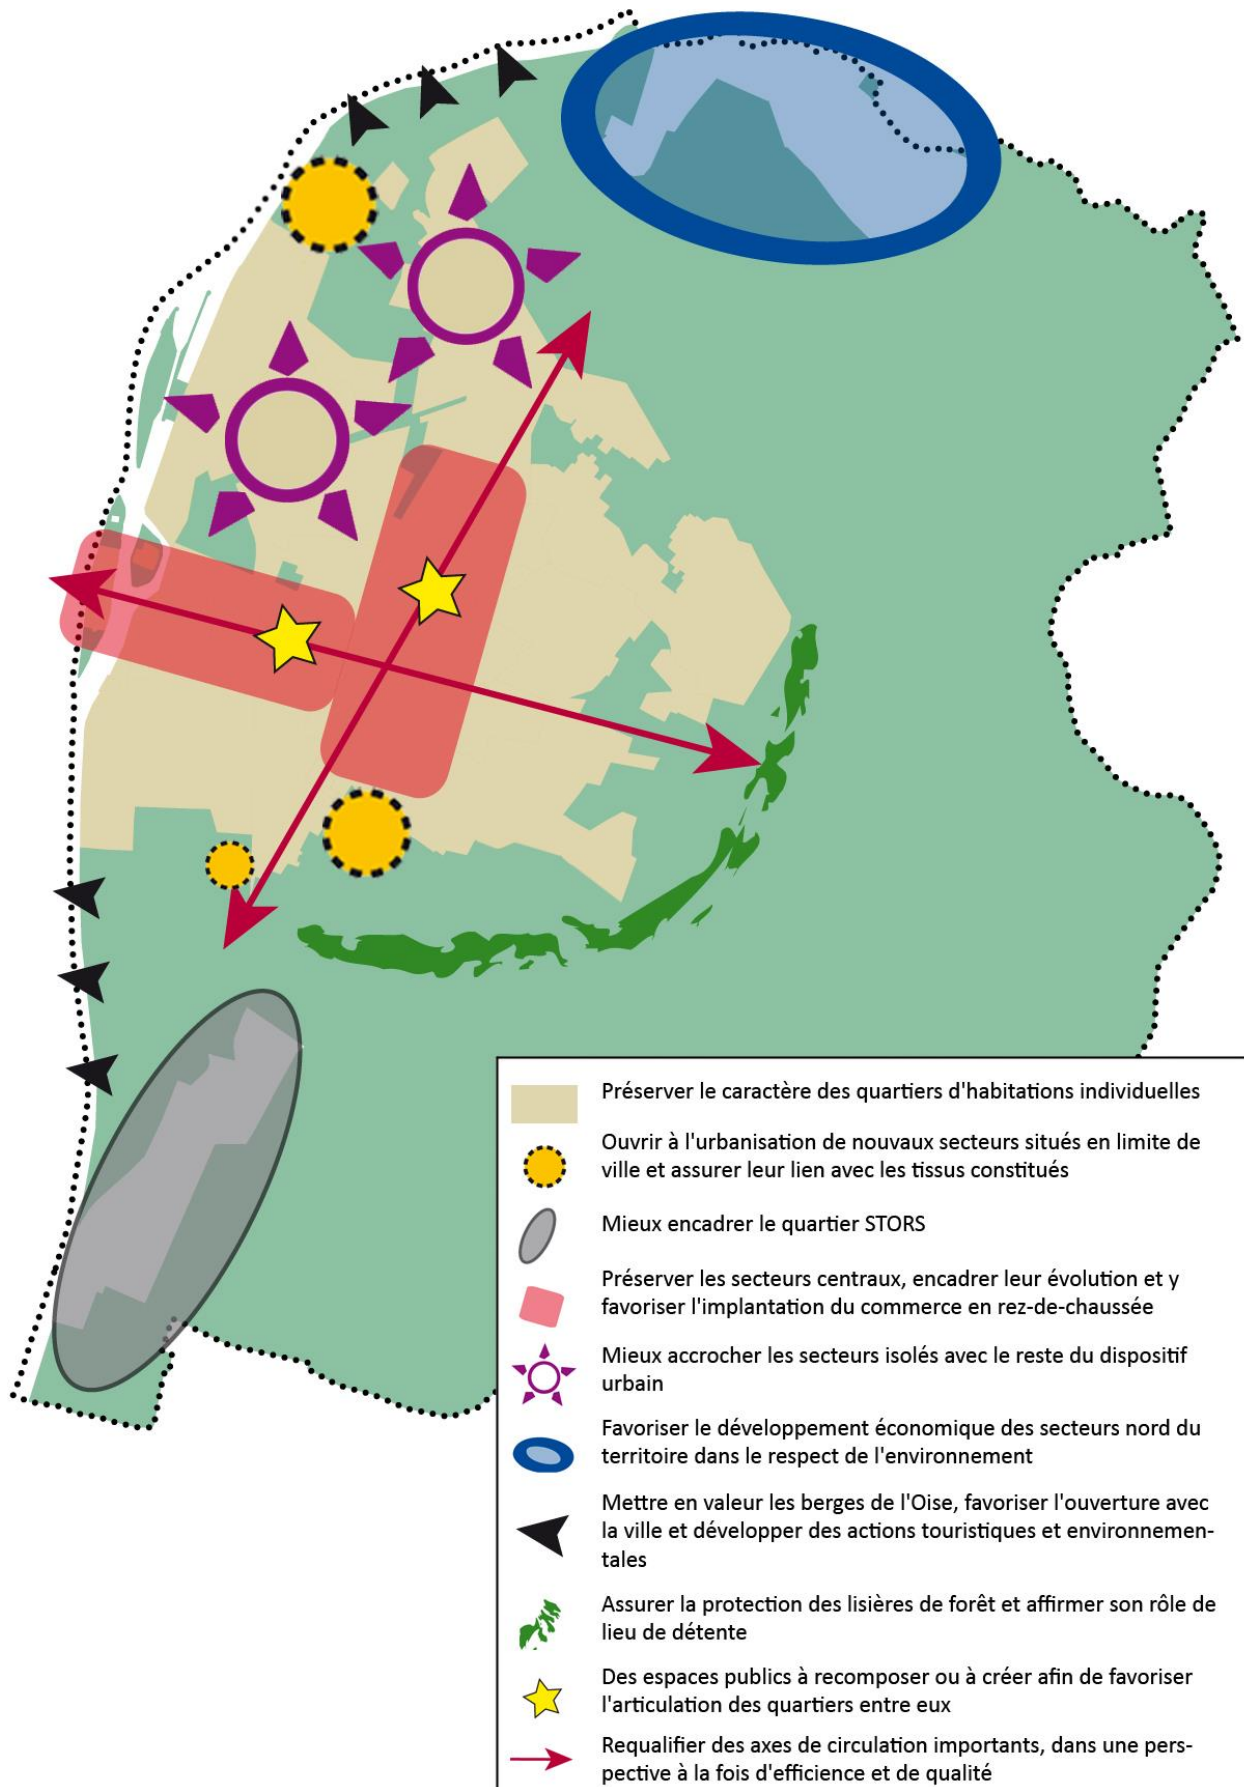 Préserver le caractère des quartiers d'habitations individuelles
Ouvrir à l'urbanisation de nouvaux secteurs situés en limite de
ville et assurer leur lien avec les tissus constitués
Mieux encadrer le quartier STORS
Préserver les secteurs centraux, encadrer leur évolution et y
favoriser l'implantation du commerce en rez-de-chaussée
Mieux accrocher les secteurs isolés avec le reste du dispositif
urbain
Favoriser le développement économique des secteurs nord du
territoire dans le respect de l'environnement
Mettre en valeur les berges de l'Oise, favoriser l'ouverture avec
la ville et développer des actions touristiques et environnemen-
tales
Assurer la protection des lisières de forêt et affirmer son rôle de
lieu de détente
Des espaces publics à recomposer ou à créer afin de favoriser
l'articulation des quartiers entre eux
Requalifier des axes de circulation importants, dans une pers-
pective à la fois d'efficience et de qualité